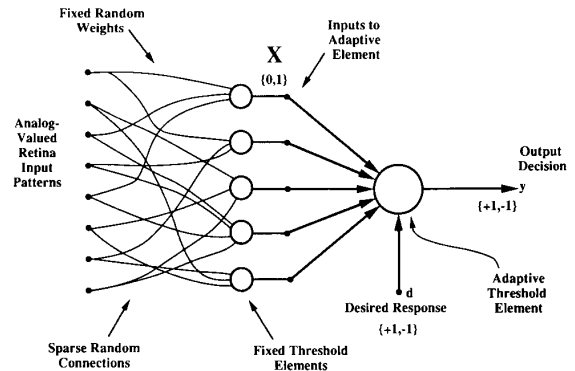 Fixed Random
Weights
Inputs to
Adaptive
Element
X
{0,1}
Analog-
Valued
Retina
Input
Patterns
Output
Decision
y
{+1,-1}
d
Desired Response
{+1,-1}
Adaptive
Threshold
Element
Sparse Random
Connections
Fixed Threshold
Elements